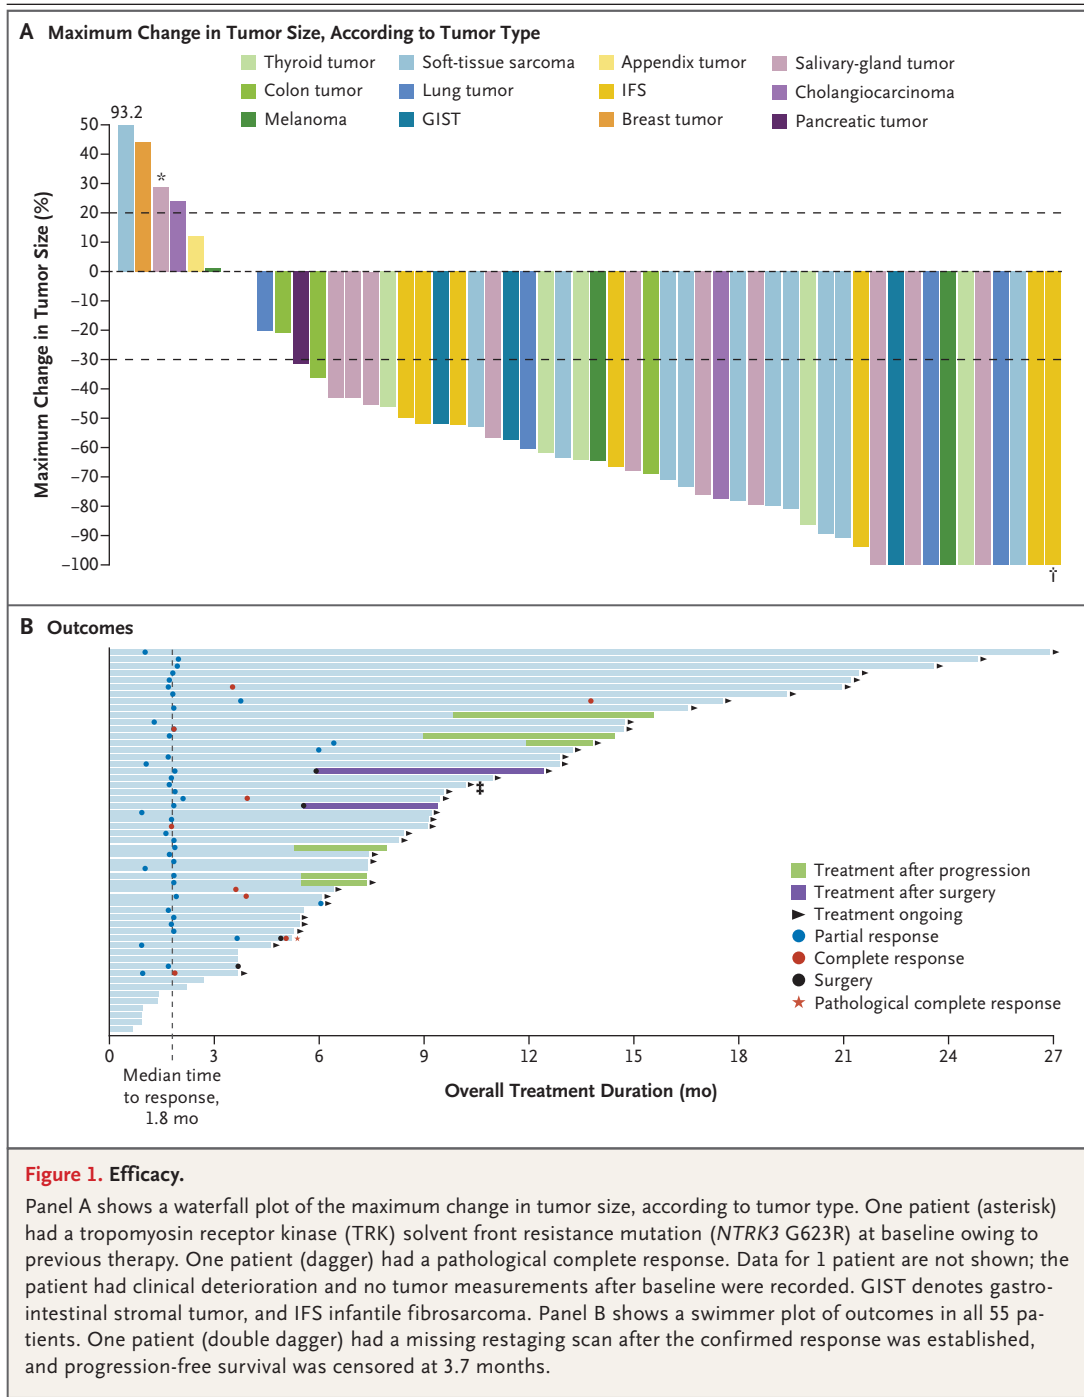 A Maximum Change in Tumor Size, According to Tumor Type
Thyroid tumor
Soft-tissue sarcoma
Appendix tumor
Salivary-gland tumor
Colon tumor
Lung tumor
IFS
Cholangiocarcinoma
Melanoma
GIST
Breast tumor
Pancreatic tumor
93.2
Maximum Change in Tumor Size (%)
50
40
30
20
10
0
−10
−20
−30
−40
−50
−60
−70
−80
−90
−100
*
†
B Outcomes
‡
Treatment after progression
Treatment after surgery
Treatment ongoing
Partial response
Complete response
Surgery
Pathological complete response
0 3 6 9 12 15 18 21 24 27
Median time
to response,
1.8 mo
Overall Treatment Duration (mo)
Figure 1. Efficacy.
Panel A shows a waterfall plot of the maximum change in tumor size, according to tumor type. One patient (asterisk)
had a tropomyosin receptor kinase (TRK) solvent front resistance mutation (NTRK3 G623R) at baseline owing to
previous therapy. One patient (dagger) had a pathological complete response. Data for 1 patient are not shown; the
patient had clinical deterioration and no tumor measurements after baseline were recorded. GIST denotes gastro-
intestinal stromal tumor, and IFS infantile fibrosarcoma. Panel B shows a swimmer plot of outcomes in all 55 pa-
tients. One patient (double dagger) had a missing restaging scan after the confirmed response was established,
and progression-free survival was censored at 3.7 months.